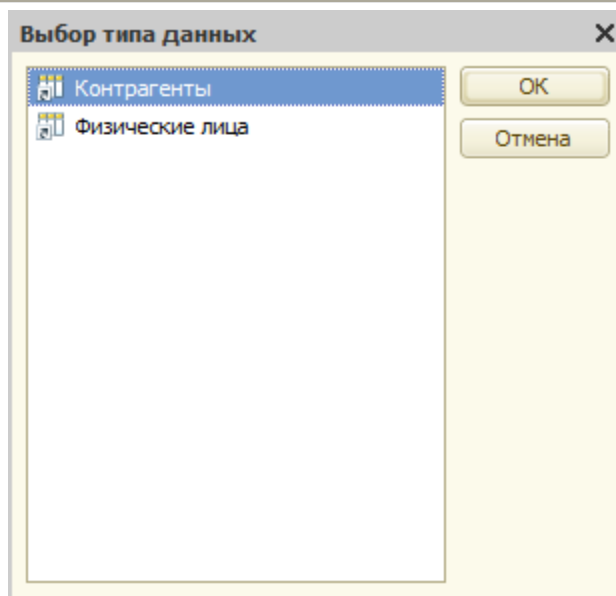 Выбор типа данных
Контрагенты
Физические лица
OK
Отмена